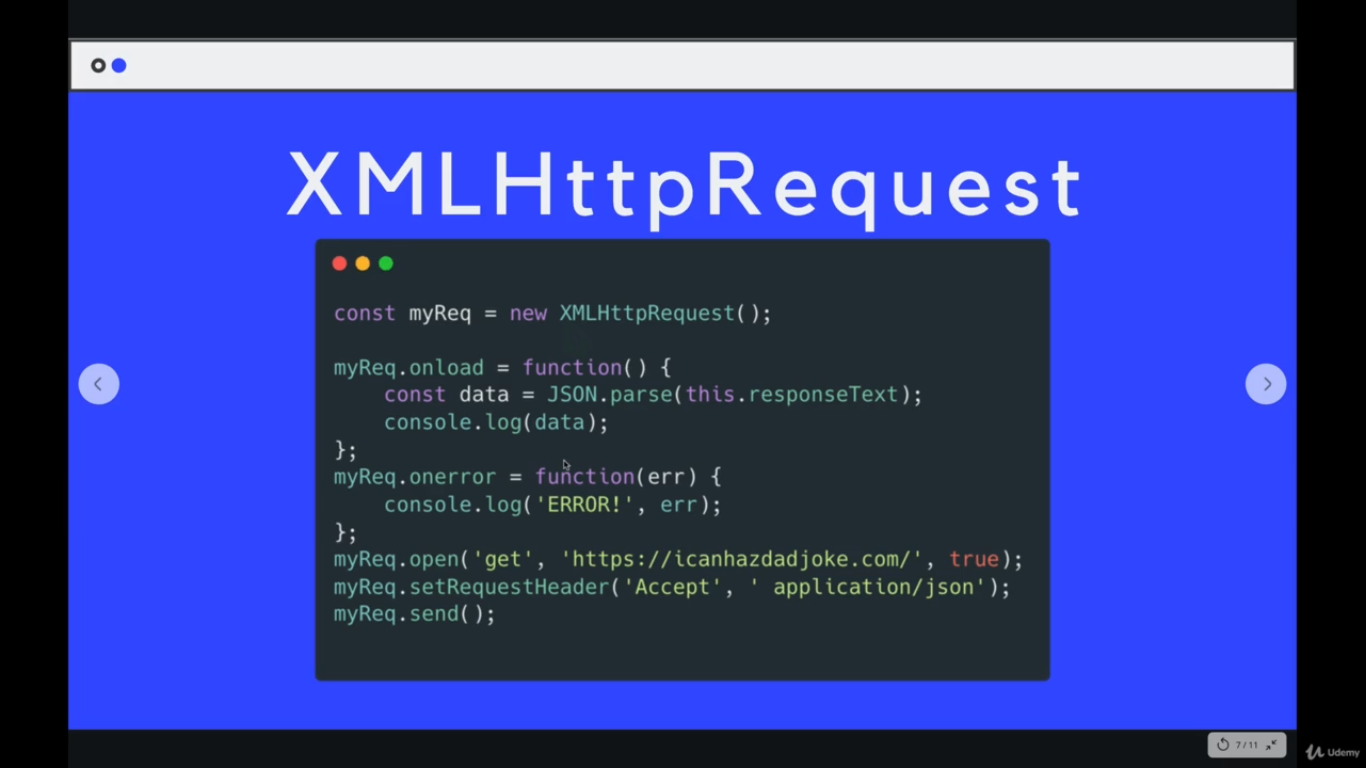 XMLHttpRequest
const myReq = new XMLHttpRequest();
myReq.onload = function() {
    const data = JSON.parse(this.responseText);
    console.log(data);
};
myReq.onerror = function(err) {
    console.log('ERROR!', err);
};
myReq.open('get', 'https://icanhazdadjoke.com/', true);
myReq.setRequestHeader('Accept', ' application/json');
myReq.send();
7 / 11
Udemy